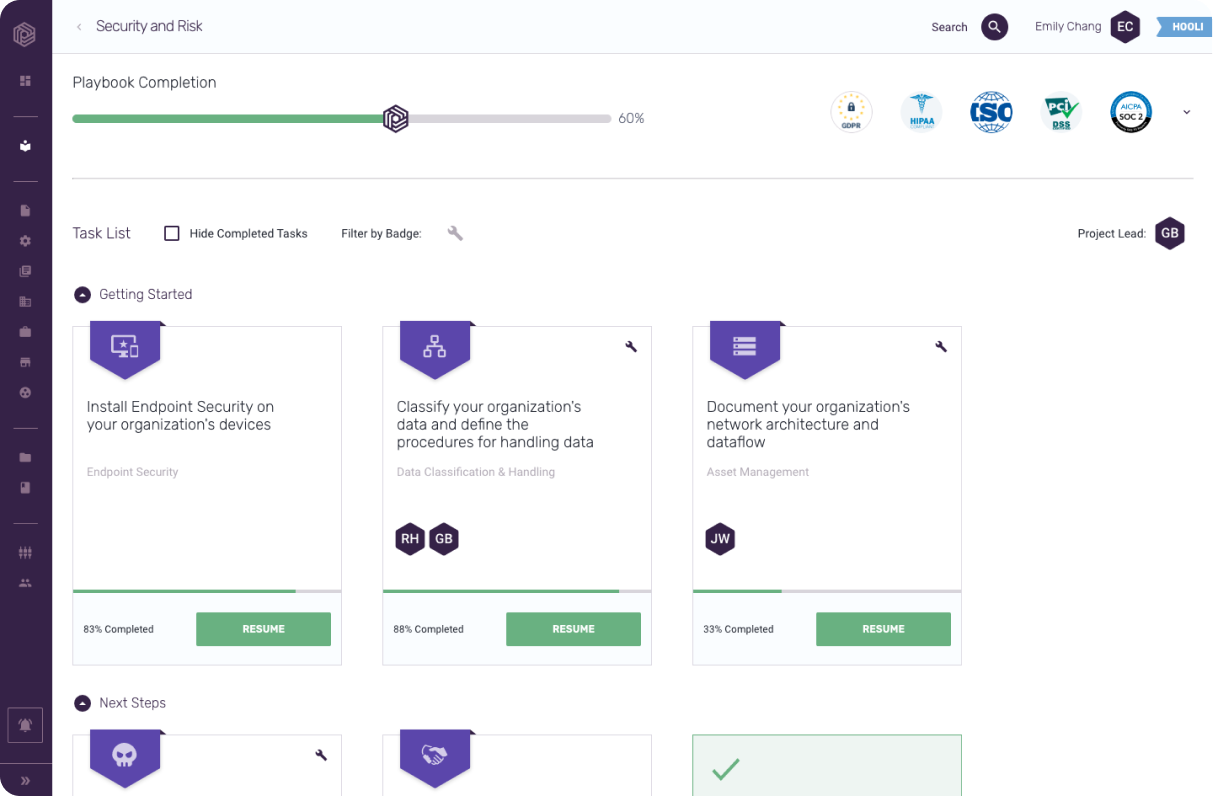 Security and Risk
Search
Emily Chang
EC
HOOLI
Playbook Completion
60%
GDPR
HIPAA
COMPLIANT
ISO
PCI
DSS
AICPA
SOC 2
Task List
Hide Completed Tasks
Filter by Badge:
Project Lead:
GB
Getting Started
Install Endpoint Security on
your organization's devices
Endpoint Security
83% Completed
RESUME
Classify your organization's
data and define the
procedures for handling data
Data Classification & Handling
RH
GB
88% Completed
RESUME
Document your organization's
network architecture and
dataflow
Asset Management
JW
33% Completed
RESUME
Next Steps